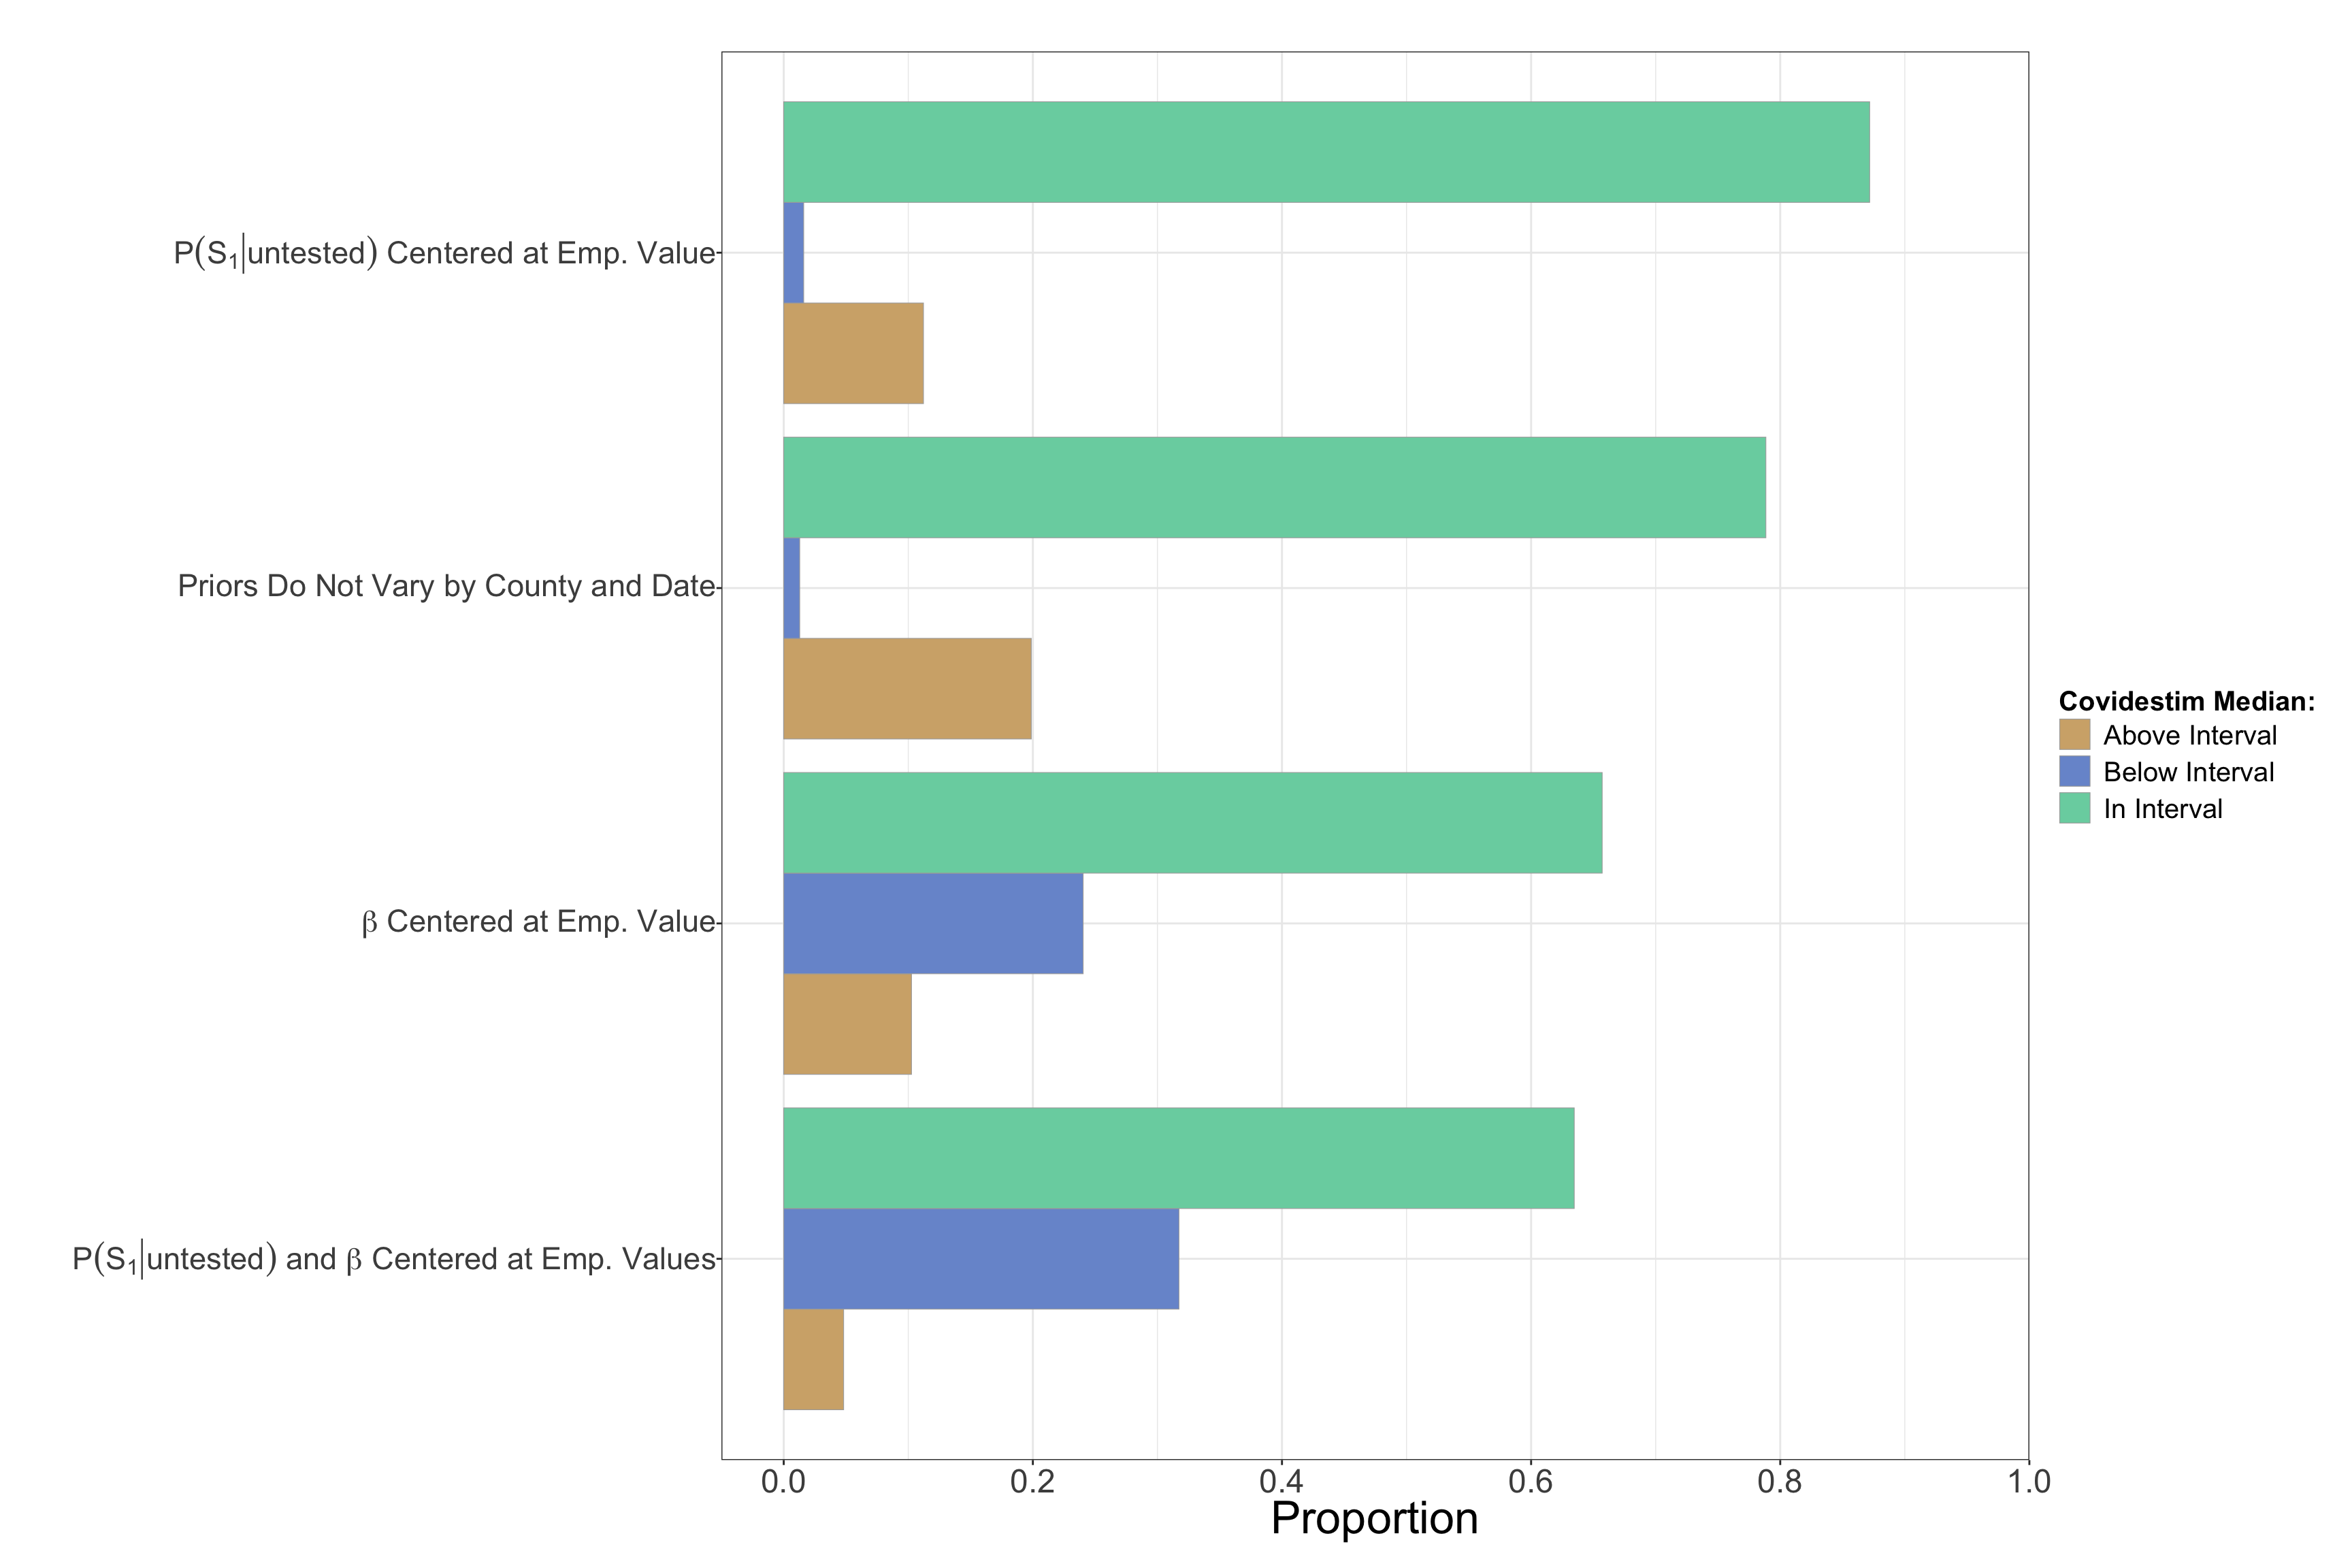 P(S₁|untested) Centered at Emp. Value
Priors Do Not Vary by County and Date
β Centered at Emp. Value
P(S₁|untested) and β Centered at Emp. Values
0.0 0.2 0.4 0.6 0.8 1.0
Proportion
Covidestim Median:
Above Interval
Below Interval
In Interval